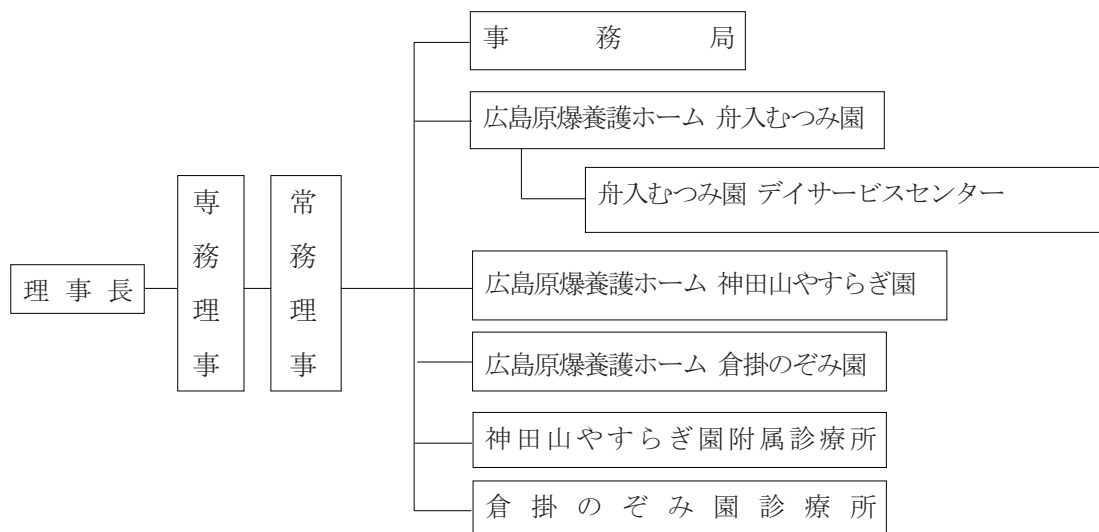 理事長
専務理事
常務理事
事務局
広島原爆養護ホーム 舟入むつみ園
舟入むつみ園 デイサービスセンター
広島原爆養護ホーム 神田山やすらぎ園
広島原爆養護ホーム 倉掛のぞみ園
神田山やすらぎ園附属診療所
倉掛のぞみ園診療所